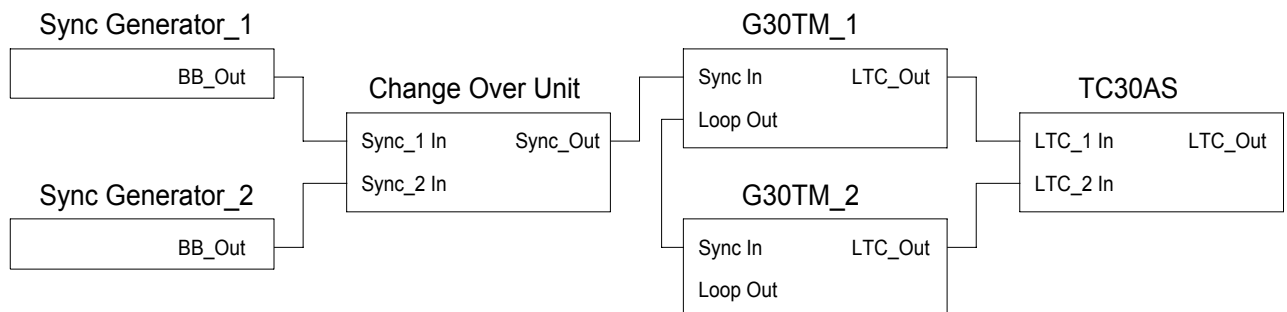 Sync Generator_1
BB_Out
Sync Generator_2
BB_Out
Change Over Unit
Sync_1 In
Sync_Out
Sync_2 In
G30TM_1
Sync In
LTC_Out
Loop Out
G30TM_2
Sync In
LTC_Out
Loop Out
TC30AS
LTC_1 In
LTC_Out
LTC_2 In